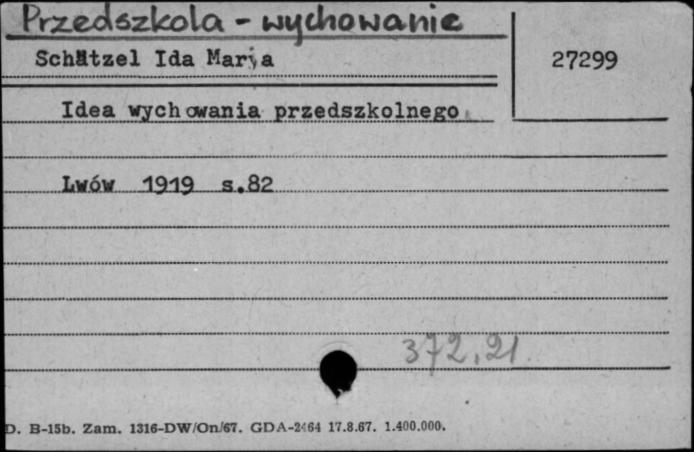 Przedszkola - wychowanie
Schätzel Ida Marja
27299
Idea wychowania przedszkolnego
Lwów 1919 s.82
372.21
D. B-15b. Zam. 1316-DW/On/67. GDA-2464 17.8.67. 1.400.000.